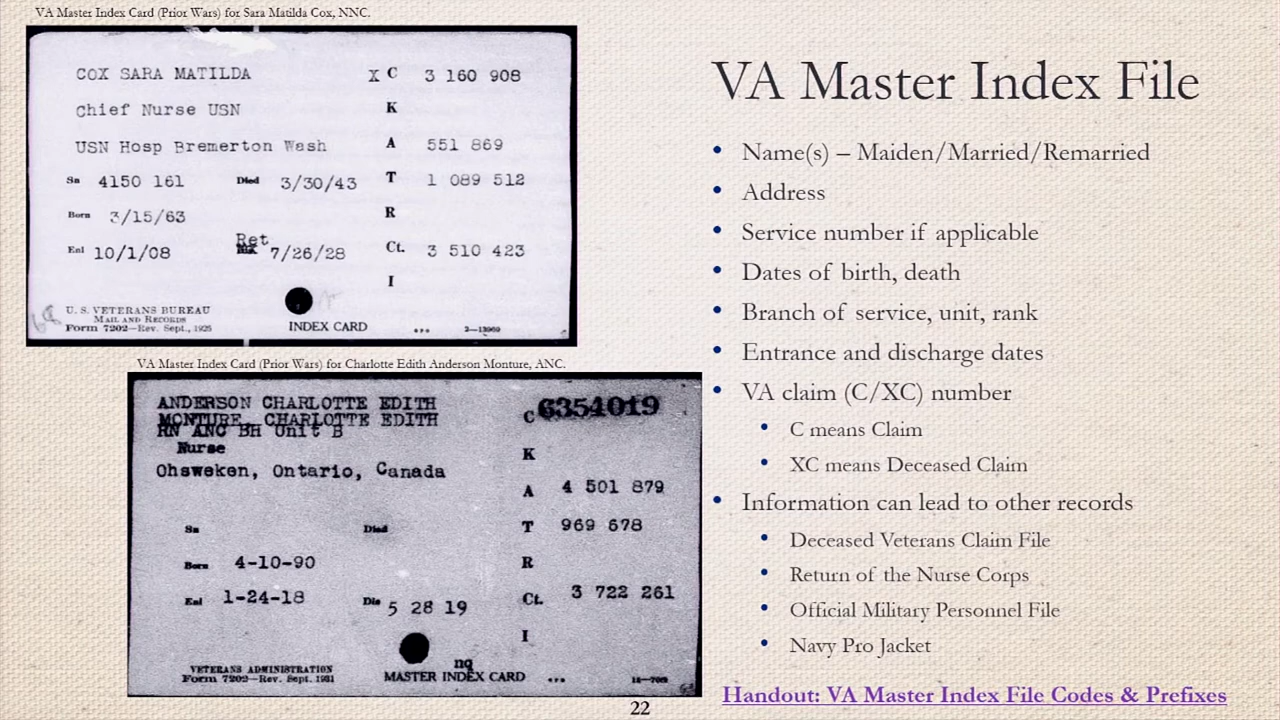 VA Master Index Card (Prior Wars) for Sara Matilda Cox, NNC.
COX SARA MATILDA X C 3 160 908
Chief Nurse USN K
USN Hosp Bremerton Wash A 551 869
Sn 4150 161 Died 3/30/43 T 1 089 512
Born 3/15/63 R
Ret
Enl 10/1/08 7/26/28 Ct. 3 510 423
I
U. S. VETERANS BUREAU
MAIL AND RECORDS
Form 7202—Rev. Sept., 1925 INDEX CARD 2—13969
VA Master Index Card (Prior Wars) for Charlotte Edith Anderson Monture, ANC.
ANDERSON CHARLOTTE EDITH C 6354019
MONTURE, CHARLOTTE EDITH
RN ANC BH Unit B
Nurse K
Ohsweken, Ontario, Canada
A 4 501 879
Sn Died T 969 678
Born 4-10-90 R
Enl 1-24-18 Dis 5 28 19 Ct. 3 722 261
I
VETERANS ADMINISTRATION nq
Form 7202—Rev. Sept. 1931 MASTER INDEX CARD
VA Master Index File
• Name(s) – Maiden/Married/Remarried
• Address
• Service number if applicable
• Dates of birth, death
• Branch of service, unit, rank
• Entrance and discharge dates
• VA claim (C/XC) number
• C means Claim
• XC means Deceased Claim
• Information can lead to other records
• Deceased Veterans Claim File
• Return of the Nurse Corps
• Official Military Personnel File
• Navy Pro Jacket
Handout: VA Master Index File Codes & Prefixes
22